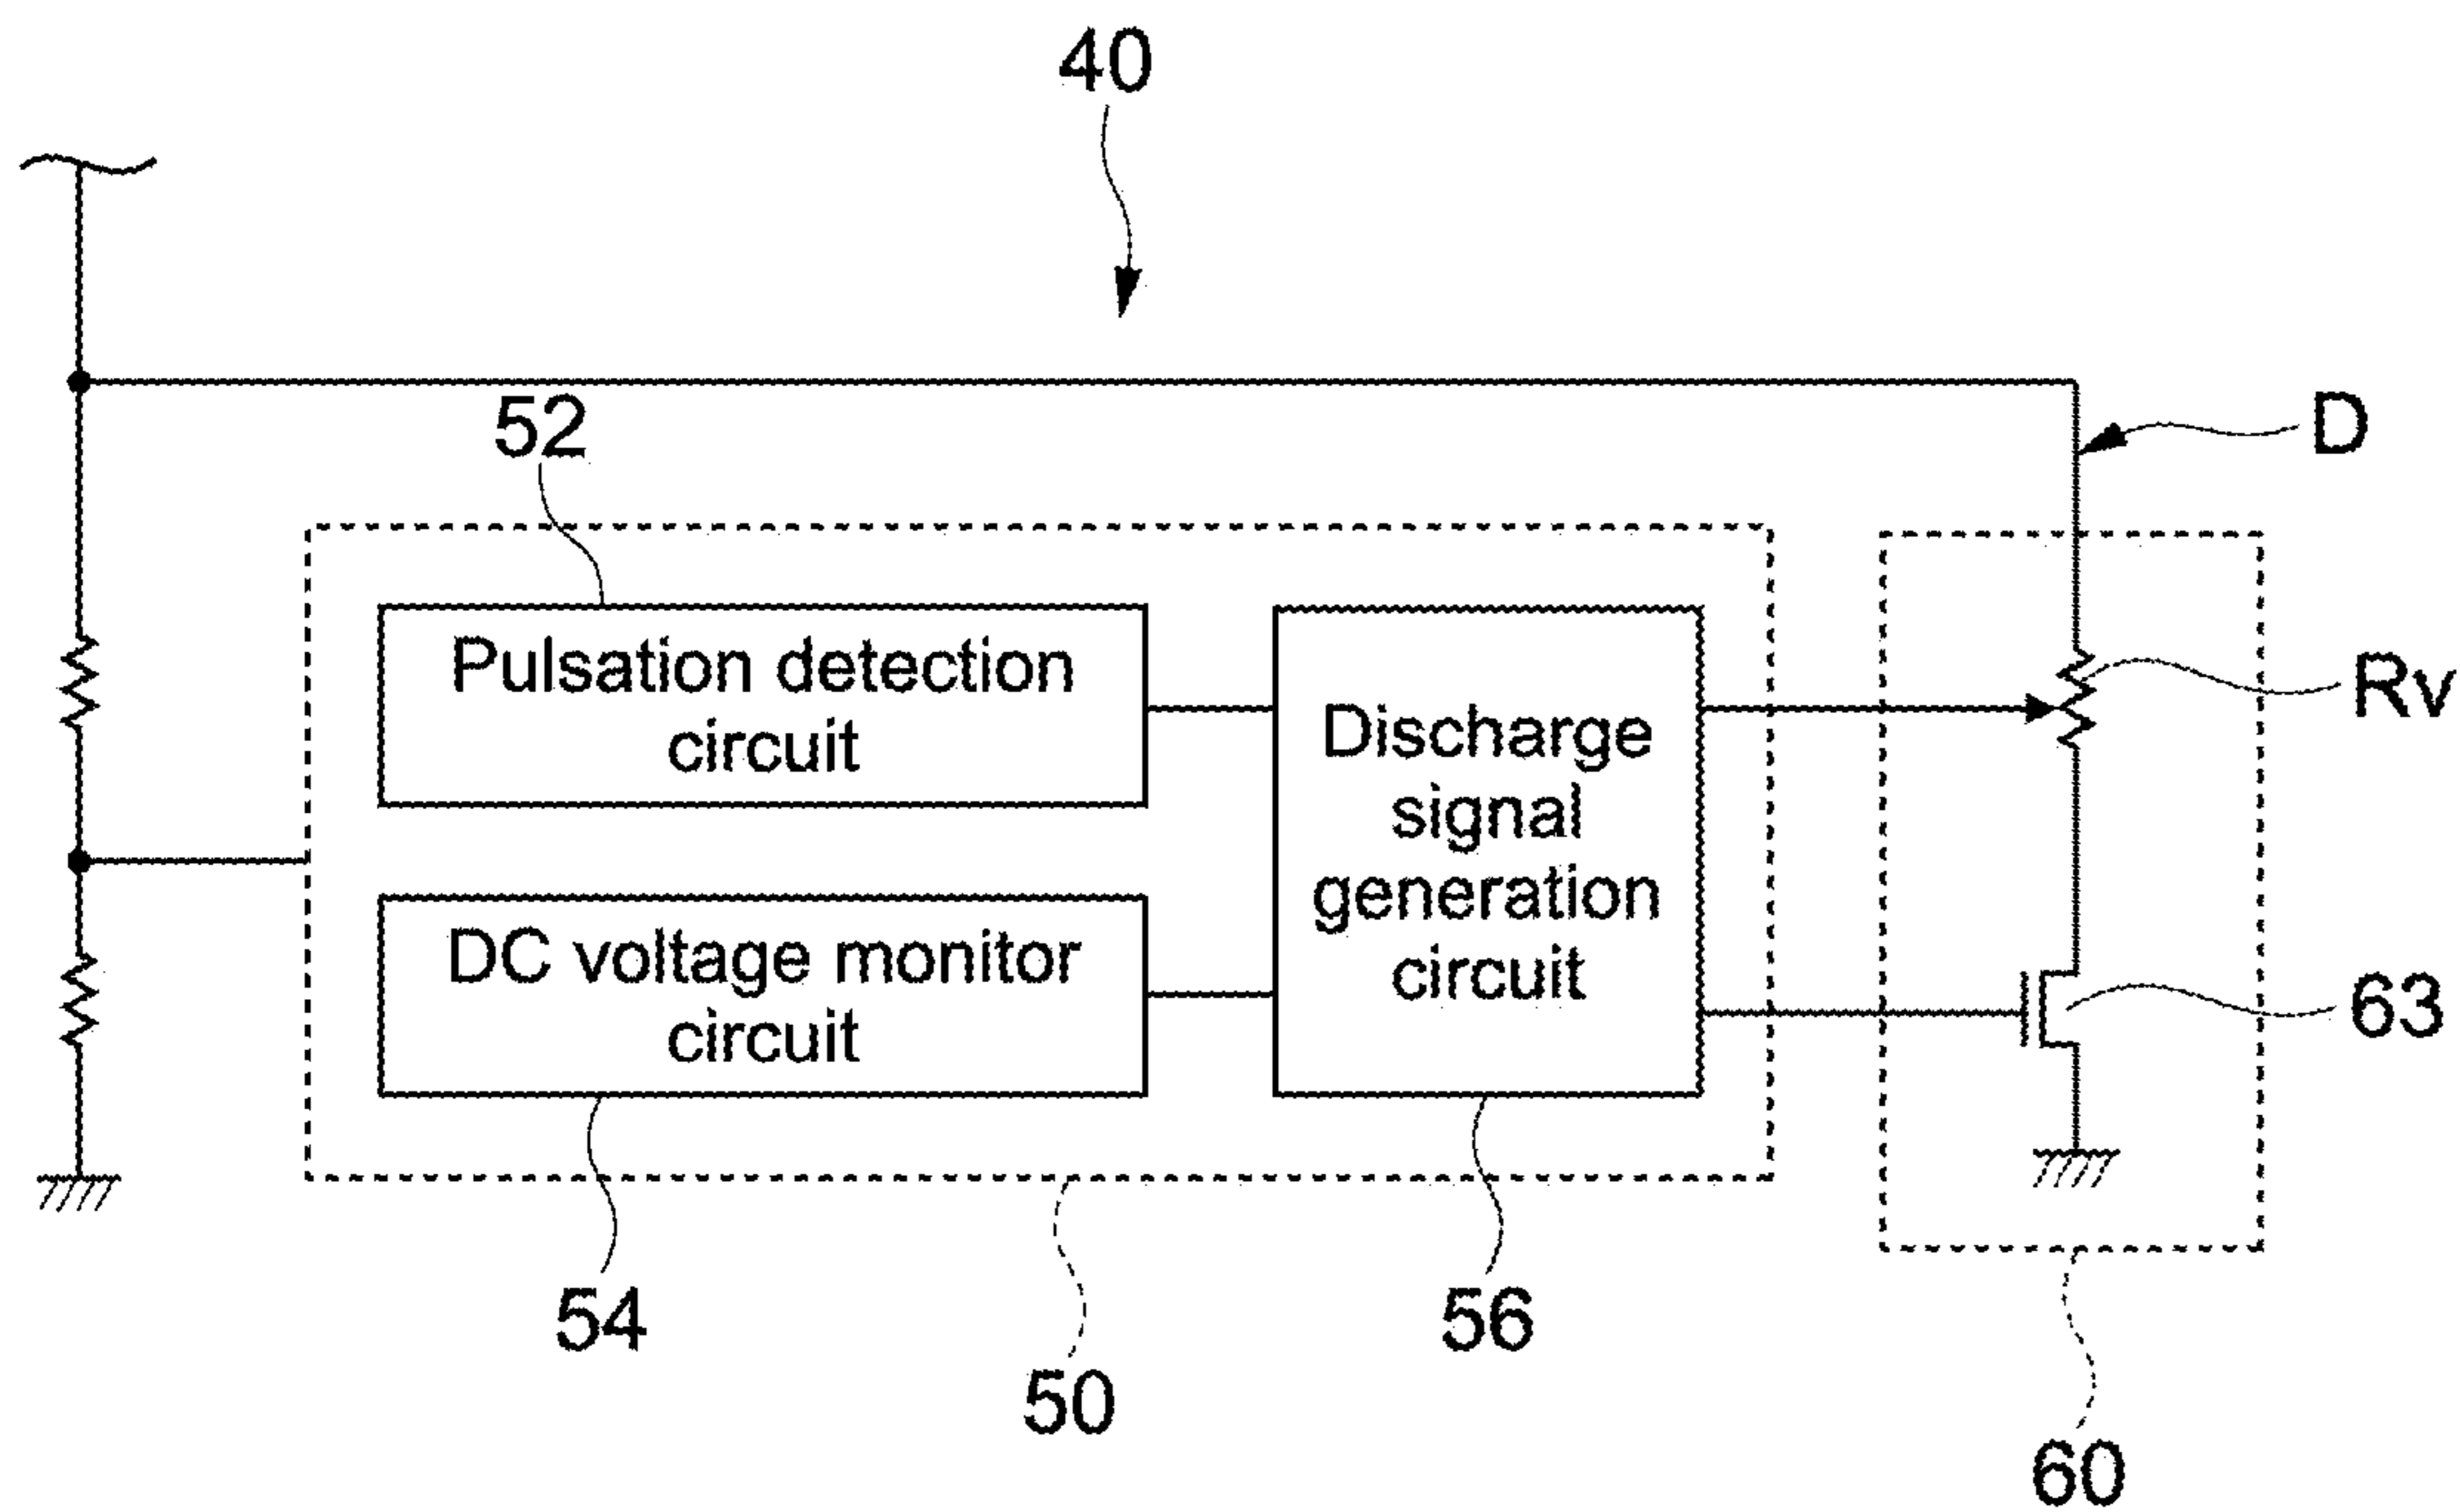 40
52
D
Pulsation detection
circuit
Rv
Discharge
signal
generation
circuit
DC voltage monitor
circuit
63
54
56
50
60